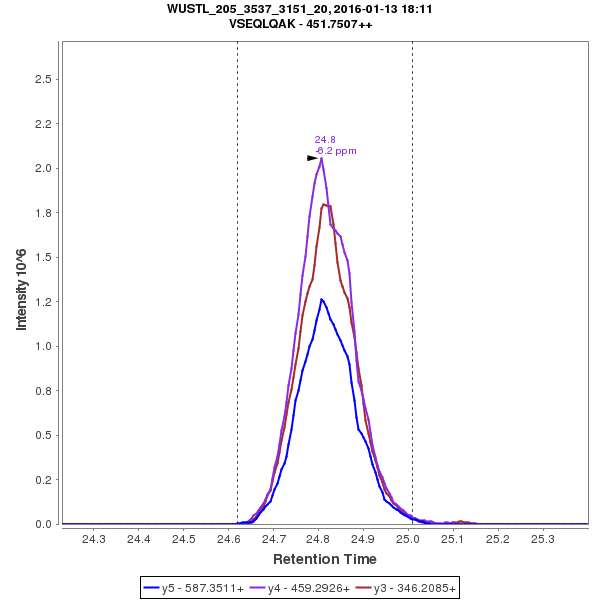 WUSTL_205_3537_3151_20, 2016-01-13 18:11
VSEQLQAK - 451.7507++
Intensity 10^6
2.5
2.2
2.0
1.8
1.5
1.2
1.0
0.8
0.5
0.2
0.0
24.8
-6.2 ppm
24.3 24.4 24.5 24.6 24.7 24.8 24.9 25.0 25.1 25.2 25.3
Retention Time
y5 - 587.3511+ y4 - 459.2926+ y3 - 346.2085+